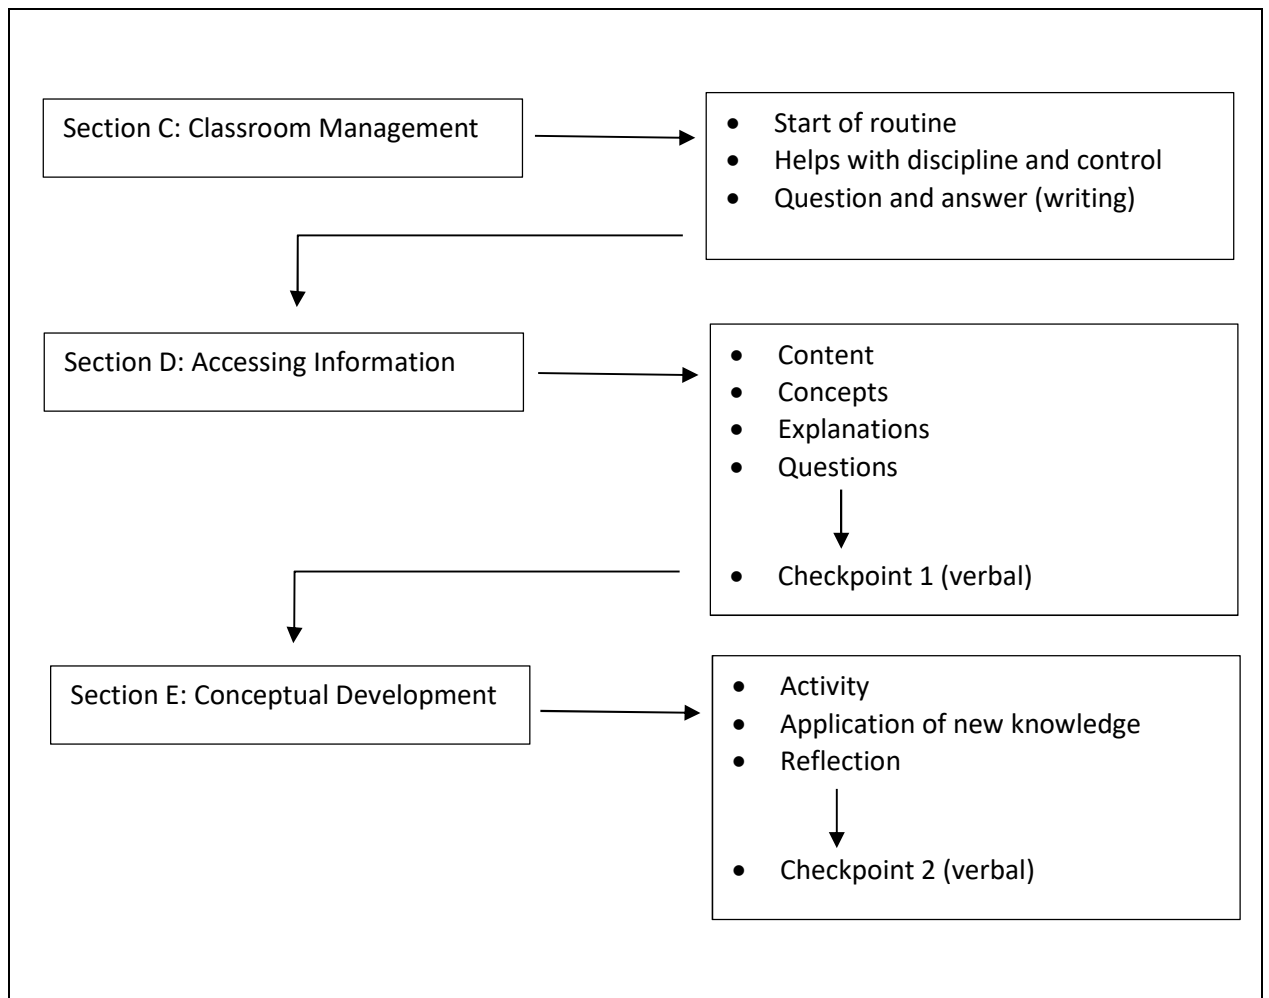 Section C: Classroom Management
• Start of routine
• Helps with discipline and control
• Question and answer (writing)
Section D: Accessing Information
• Content
• Concepts
• Explanations
• Questions
• Checkpoint 1 (verbal)
Section E: Conceptual Development
• Activity
• Application of new knowledge
• Reflection
• Checkpoint 2 (verbal)